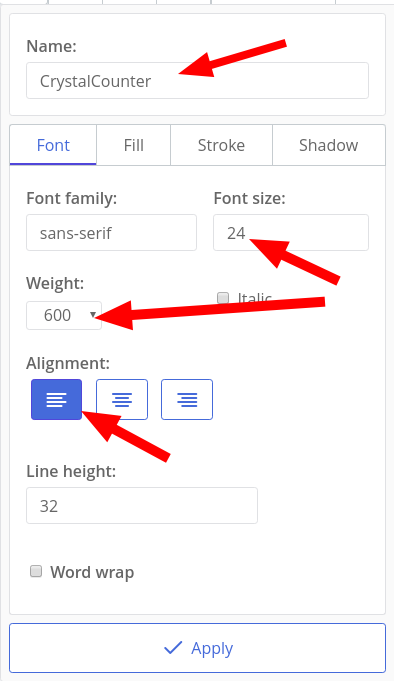 Name:
CrystalCounter
Font Fill Stroke Shadow
Font family: Font size:
sans-serif 24
Weight:
600 Italic
Alignment:
Line height:
32
Word wrap
Apply